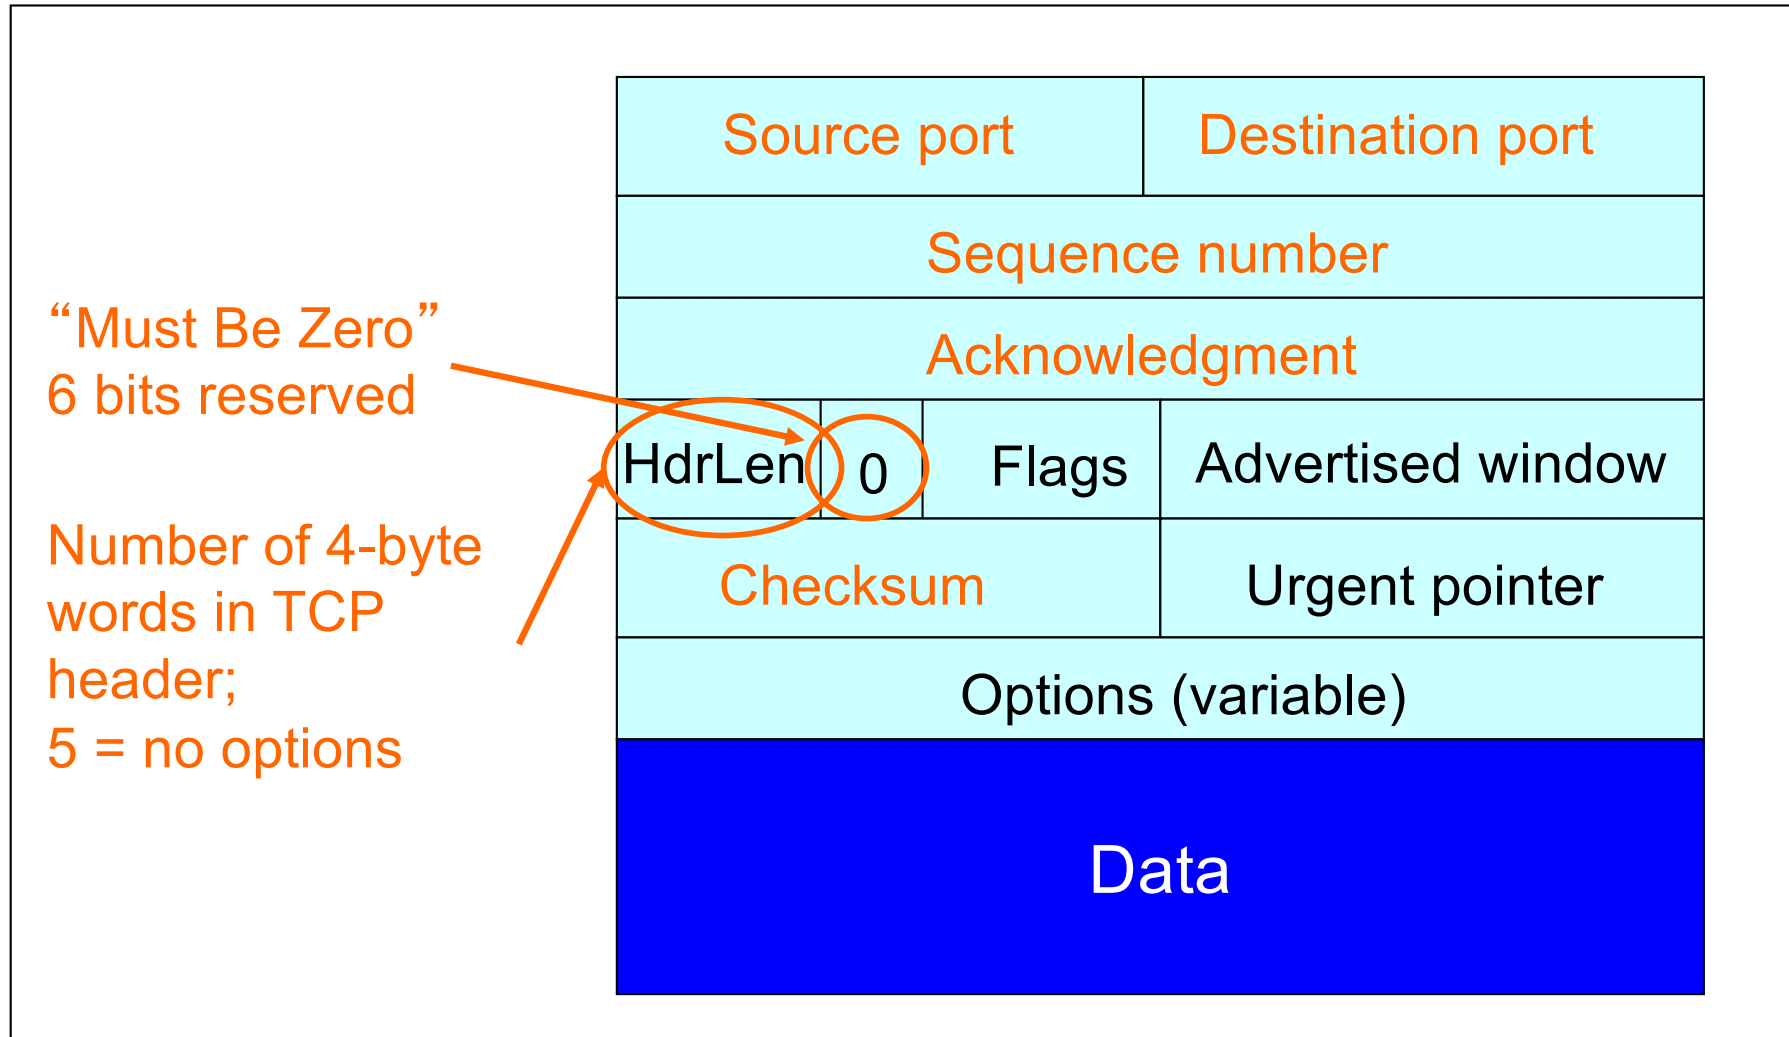 Source port
Destination port
Sequence number
“Must Be Zero”
6 bits reserved
Acknowledgment
HdrLen
0
Flags
Advertised window
Number of 4-byte
words in TCP
header;
5 = no options
Checksum
Urgent pointer
Options (variable)
Data